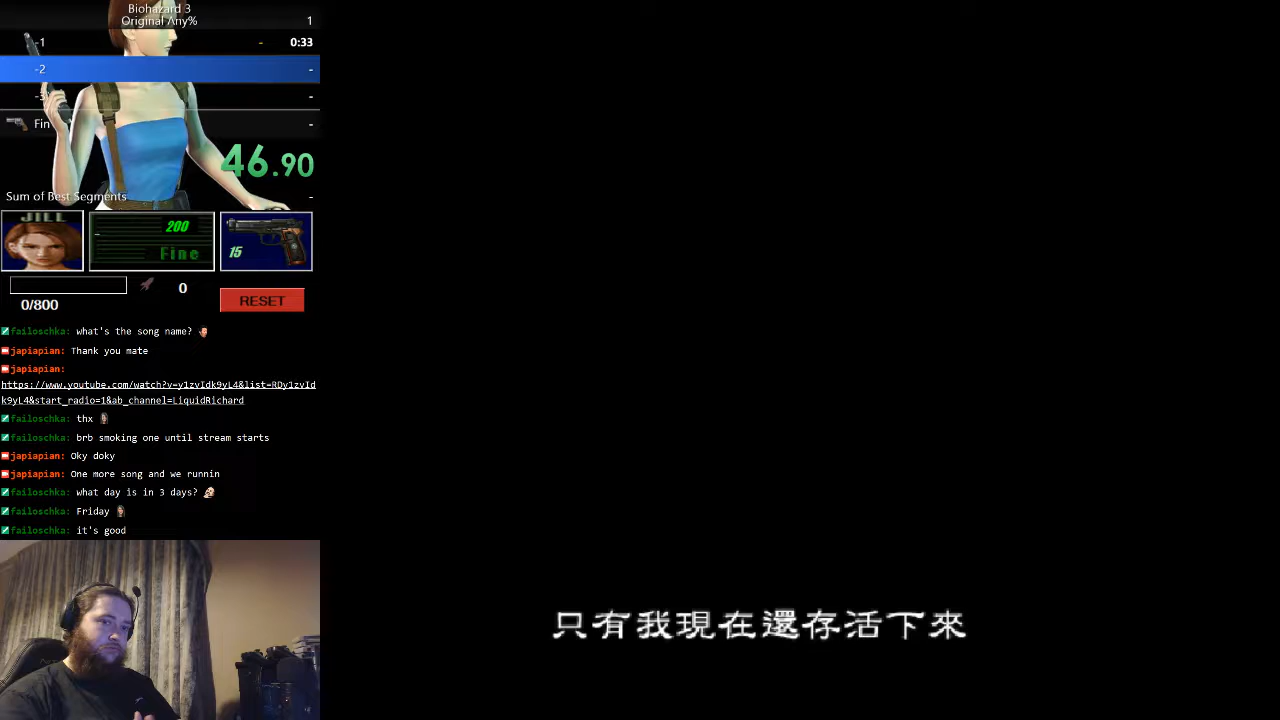 Biohazard 3
Original Any%
1
-1 - 0:33
-2 -
-3 -
Fin -
46.90
Sum of Best Segments -
JILL
200
Fine
15
0
0/800
RESET
failoschka: what's the song name?
japiapian: Thank you mate
japiapian:
https://www.youtube.com/watch?v=y1zvIdk9yL4&list=RDy1zvId
k9yL4&start_radio=1&ab_channel=LiquidRichard
failoschka: thx
failoschka: brb smoking one until stream starts
japiapian: Oky doky
japiapian: One more song and we runnin
failoschka: what day is in 3 days?
failoschka: Friday
failoschka: it's good
只有我現在還存活下來